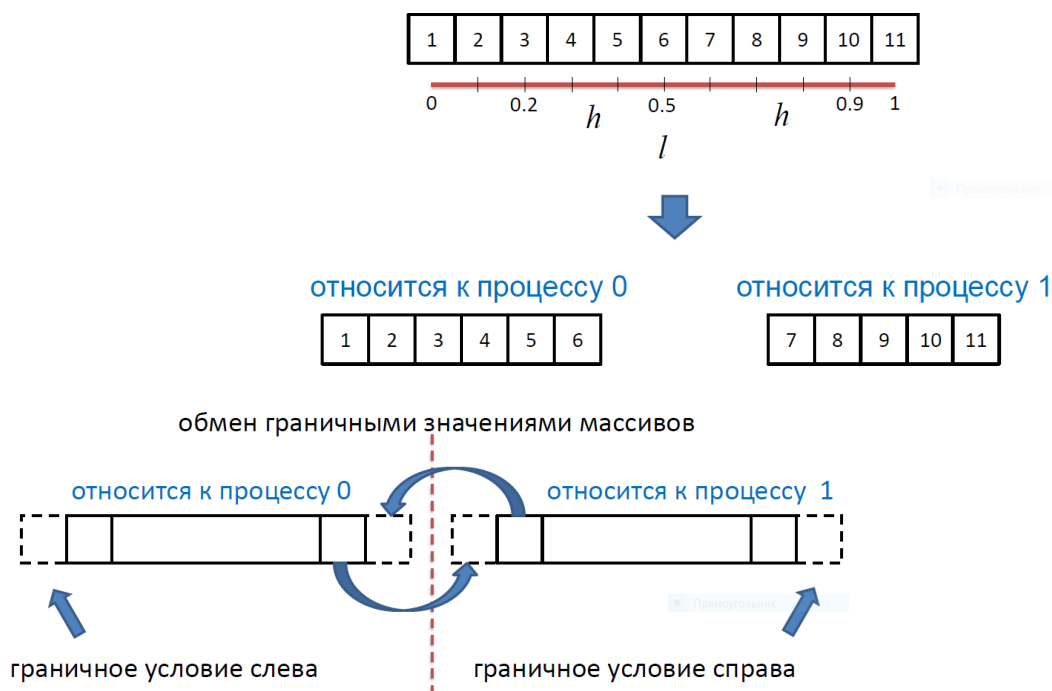 1 2 3 4 5 6 7 8 9 10 11
0 0.2 0.5 0.9 1
h h
l
Прямоугольник
относится к процессу 0 относится к процессу 1
1 2 3 4 5 6 7 8 9 10 11
обмен граничными значениями массивов
относится к процессу 0 относится к процессу 1
Прямоугольник
граничное условие слева граничное условие справа